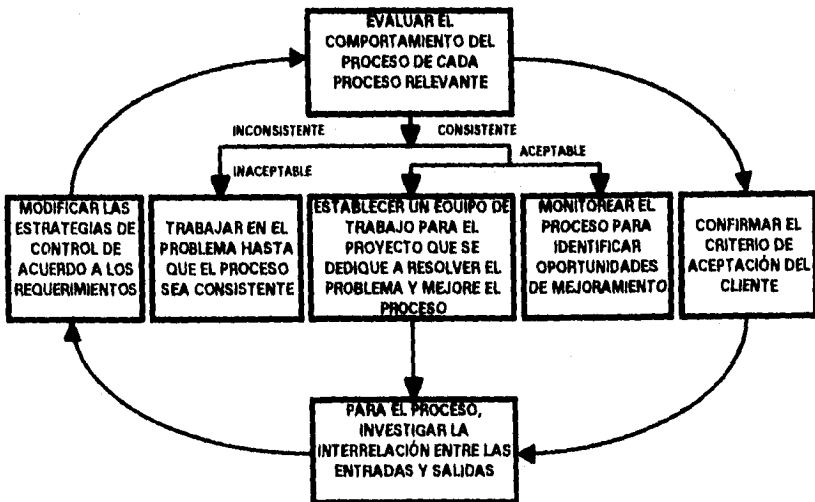 EVALUAR EL
COMPORTAMIENTO DEL
PROCESO DE CADA
PROCESO RELEVANTE
INCONSISTENTE
CONSISTENTE
INACEPTABLE
ACEPTABLE
MODIFICAR LAS
ESTRATEGIAS DE
CONTROL DE
ACUERDO A LOS
REQUERIMIENTOS
TRABAJAR EN EL
PROBLEMA HASTA
QUE EL PROCESO
SEA CONSISTENTE
ESTABLECER UN EQUIPO DE
TRABAJO PARA EL
PROYECTO QUE SE
DEDIQUE A RESOLVER EL
PROBLEMA Y MEJORE EL
PROCESO
MONITOREAR EL
PROCESO PARA
IDENTIFICAR
OPORTUNIDADES
DE MEJORAMIENTO
CONFIRMAR EL
CRITERIO DE
ACEPTACIÓN DEL
CLIENTE
PARA EL PROCESO,
INVESTIGAR LA
INTERRELACIÓN ENTRE LAS
ENTRADAS Y SALIDAS